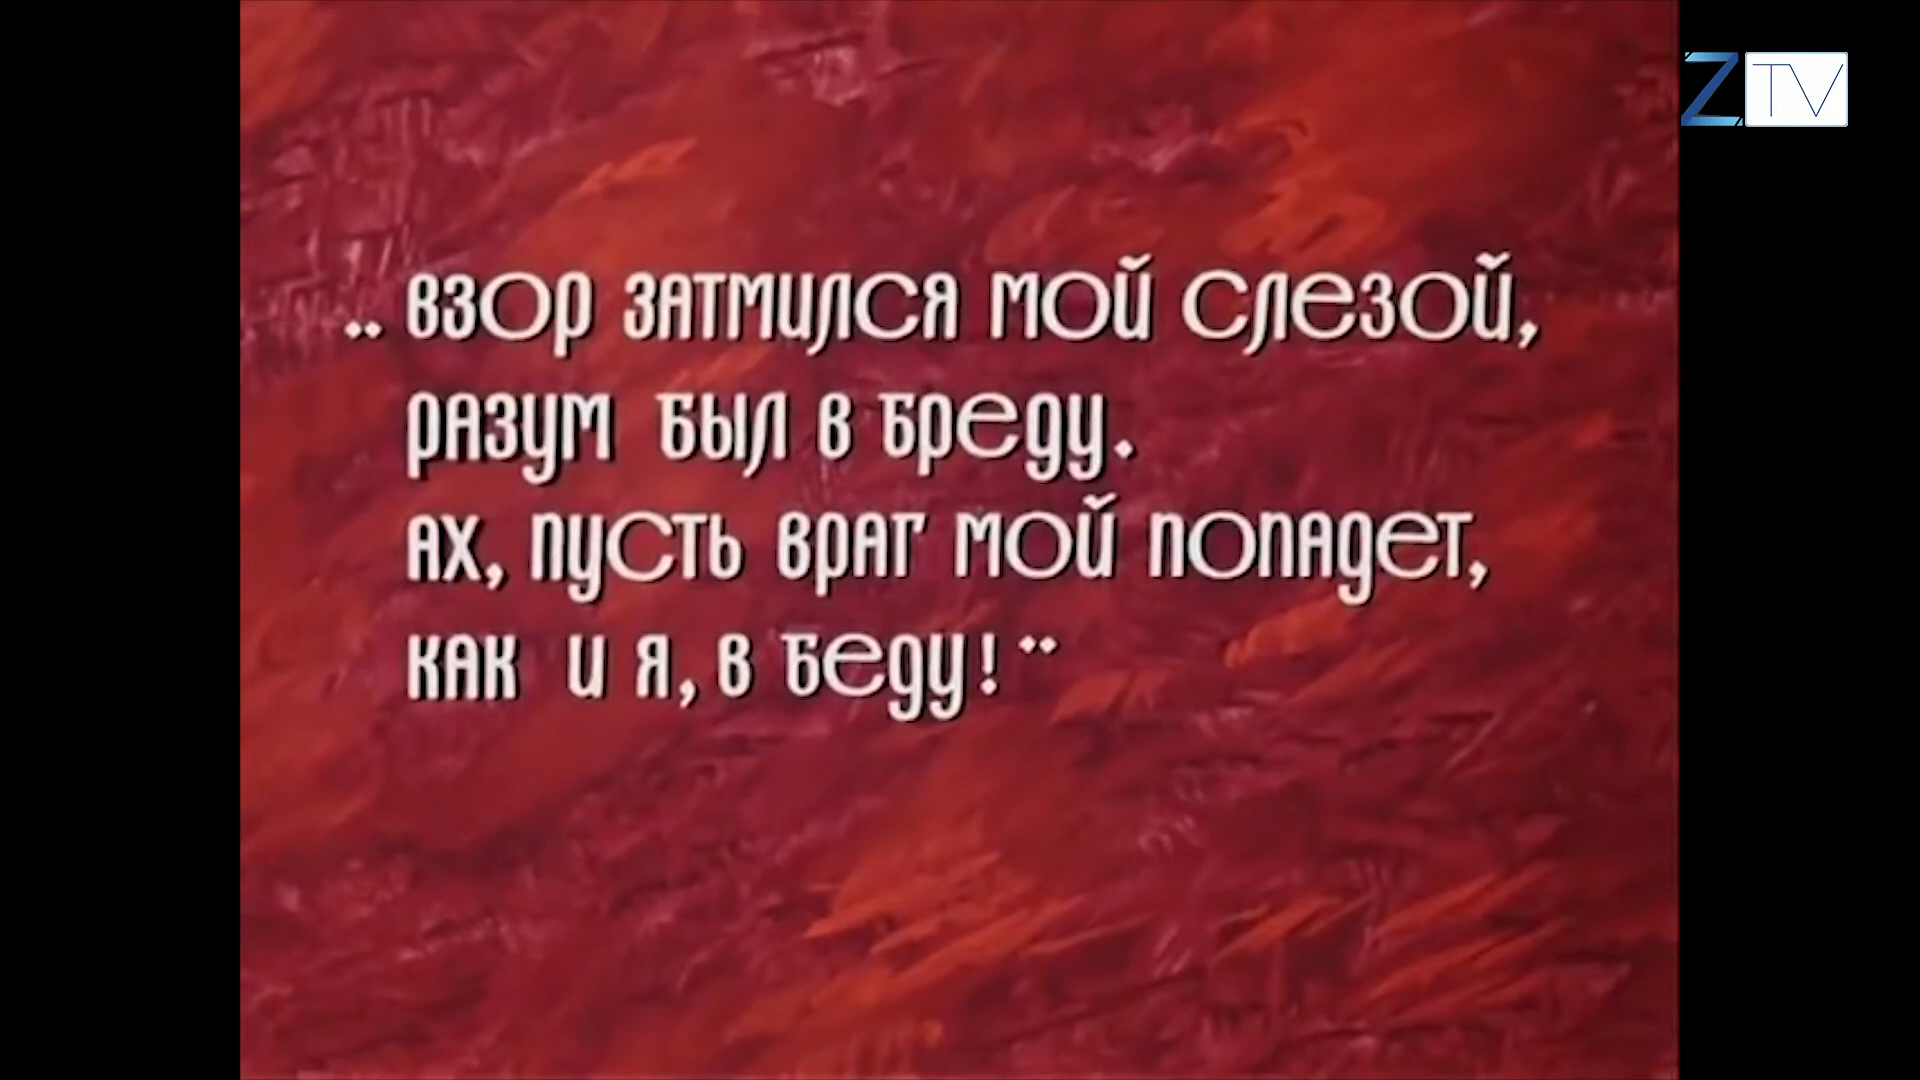 „ взор затмился мой слезой,
разум был в бреду.
ах, пусть враг мой попадет,
как и я, в беду! "
ZTV